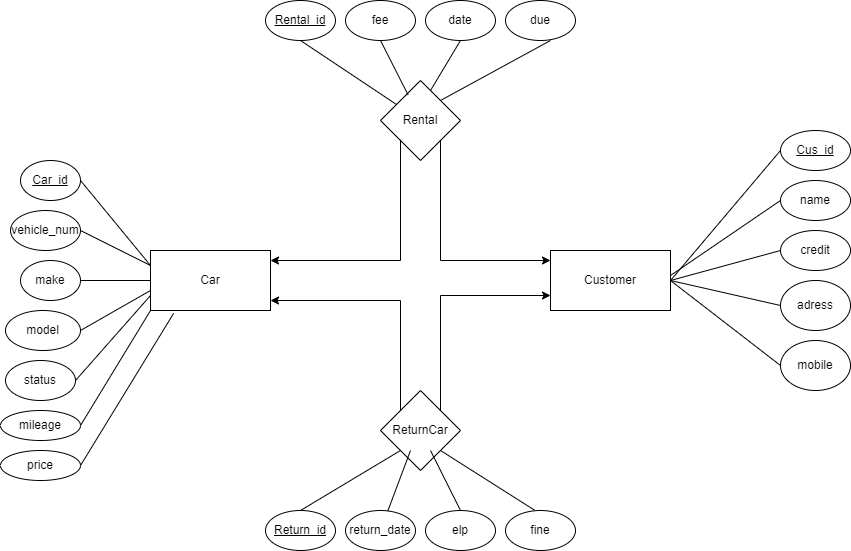 Rental_id
fee
date
due
Rental
Car_id
vehicle_num
make
model
status
mileage
price
Car
Customer
Cus_id
name
credit
adress
mobile
ReturnCar
Return_id
return_date
elp
fine